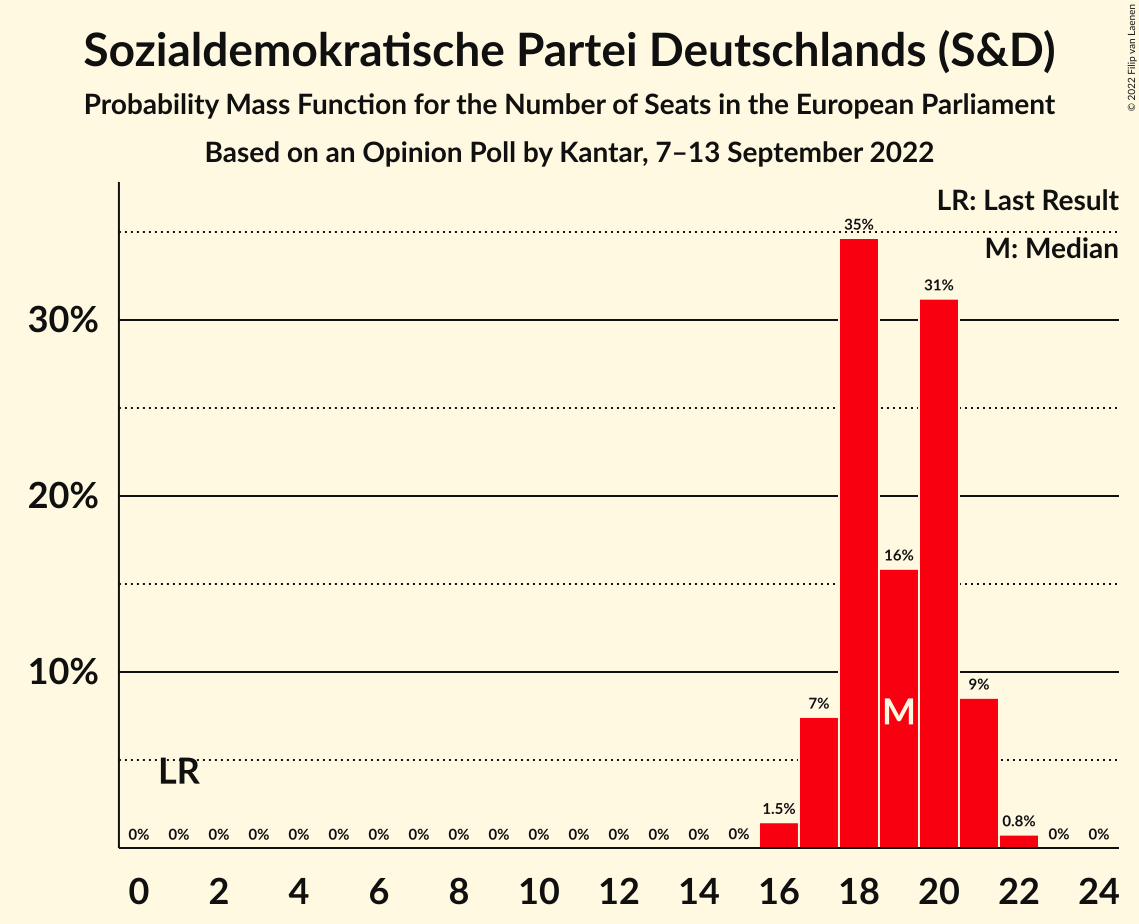 Sozialdemokratische Partei Deutschlands (S&D)
Probability Mass Function for the Number of Seats in the European Parliament
Based on an Opinion Poll by Kantar, 7–13 September 2022
© 2022 Filip van Laenen
LR: Last Result
M: Median
35%
31%
30%
20%
16%
10%
9%
7%
M
LR
1.5%
0.8%
0% 0% 0% 0% 0% 0% 0% 0% 0% 0% 0% 0% 0% 0% 0% 0% 0% 0%
0 2 4 6 8 10 12 14 16 18 20 22 24